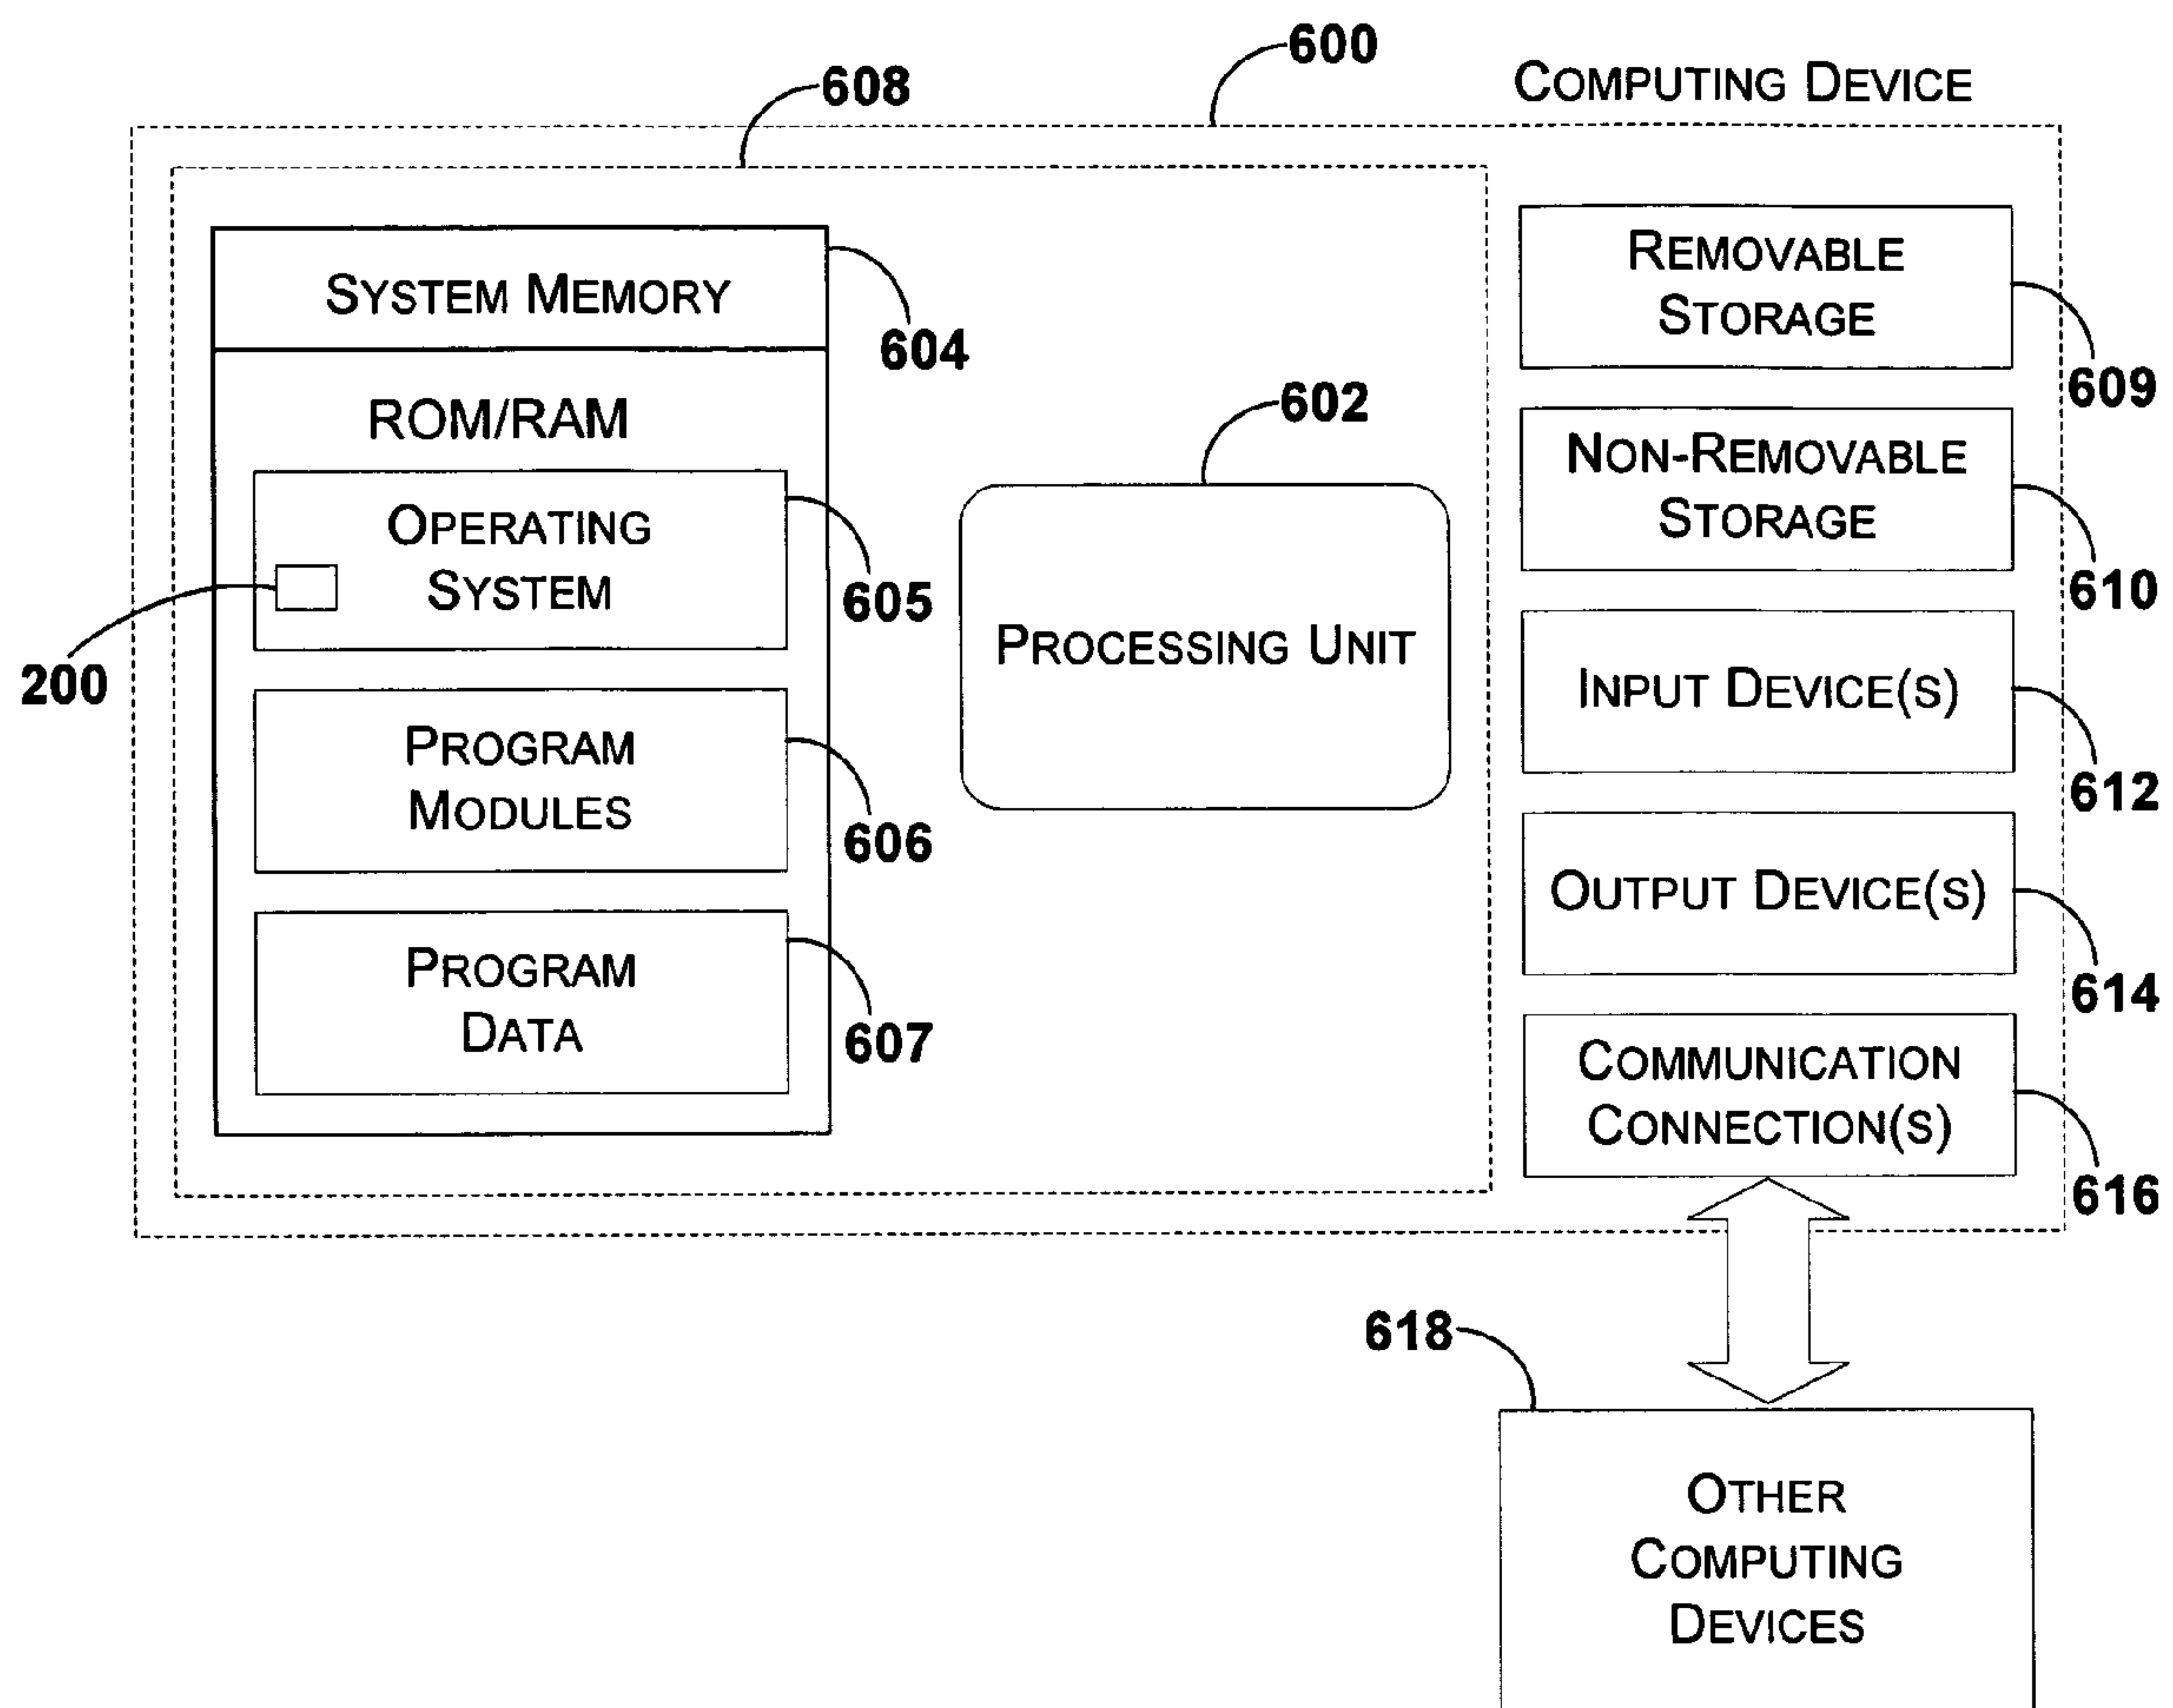 600
COMPUTING DEVICE
608
SYSTEM MEMORY
604
ROM/RAM
OPERATING
SYSTEM
605
200
PROGRAM
MODULES
606
PROGRAM
DATA
607
602
PROCESSING UNIT
REMOVABLE
STORAGE
609
NON-REMOVABLE
STORAGE
610
INPUT DEVICE(S)
612
OUTPUT DEVICE(S)
614
COMMUNICATION
CONNECTION(S)
616
618
OTHER
COMPUTING
DEVICES